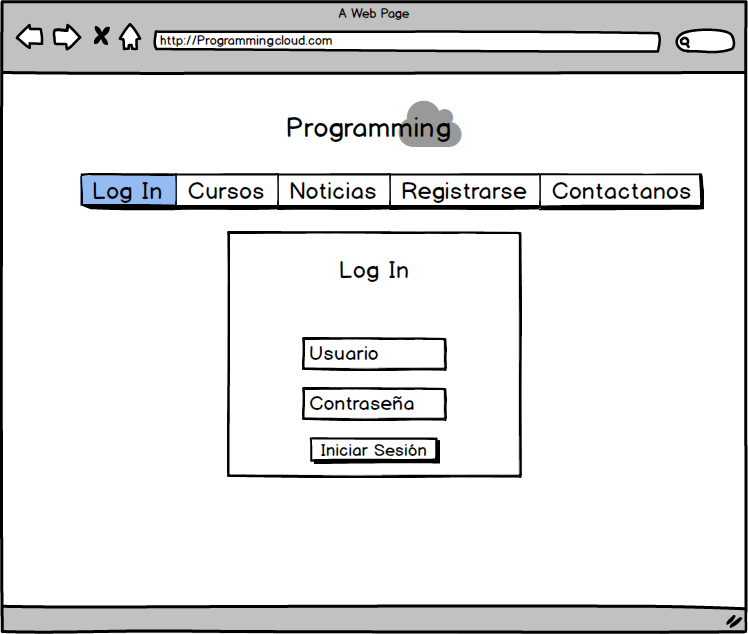 A Web Page
http://Programmingcloud.com
Programming
Log In Cursos Noticias Registrarse Contactanos
Log In
Usuario
Contraseña
Iniciar Sesión